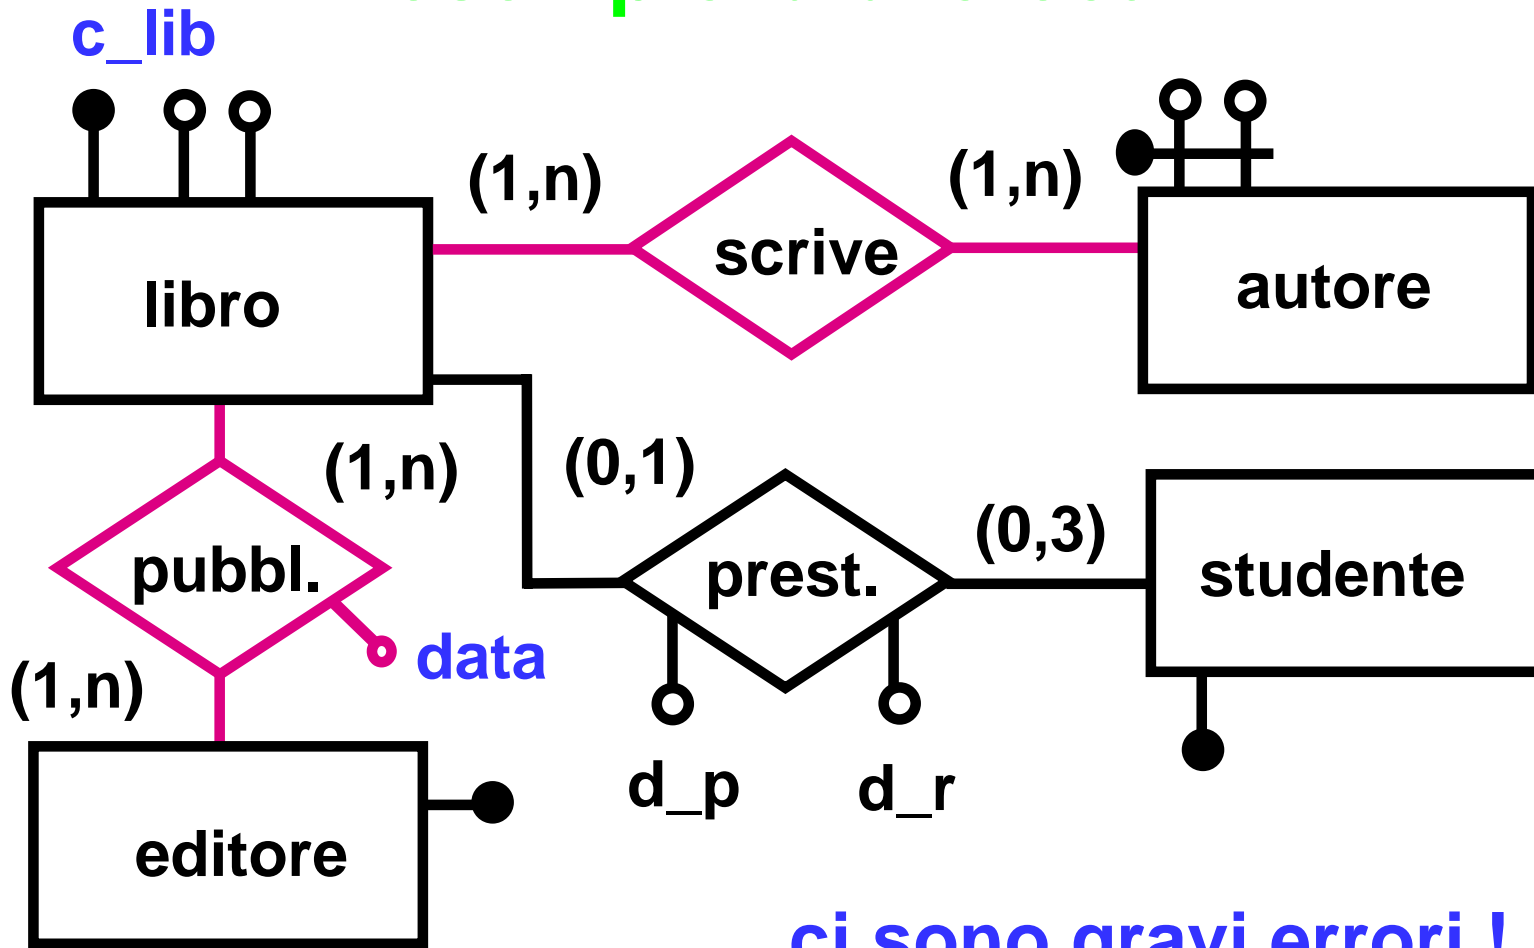 c_lib
(1,n)
(1,n)
scrive
libro
autore
(1,n)
(0,1)
(0,3)
pubbl.
prest.
studente
data
(1,n)
d_p
d_r
editore
ci sono gravi errori !